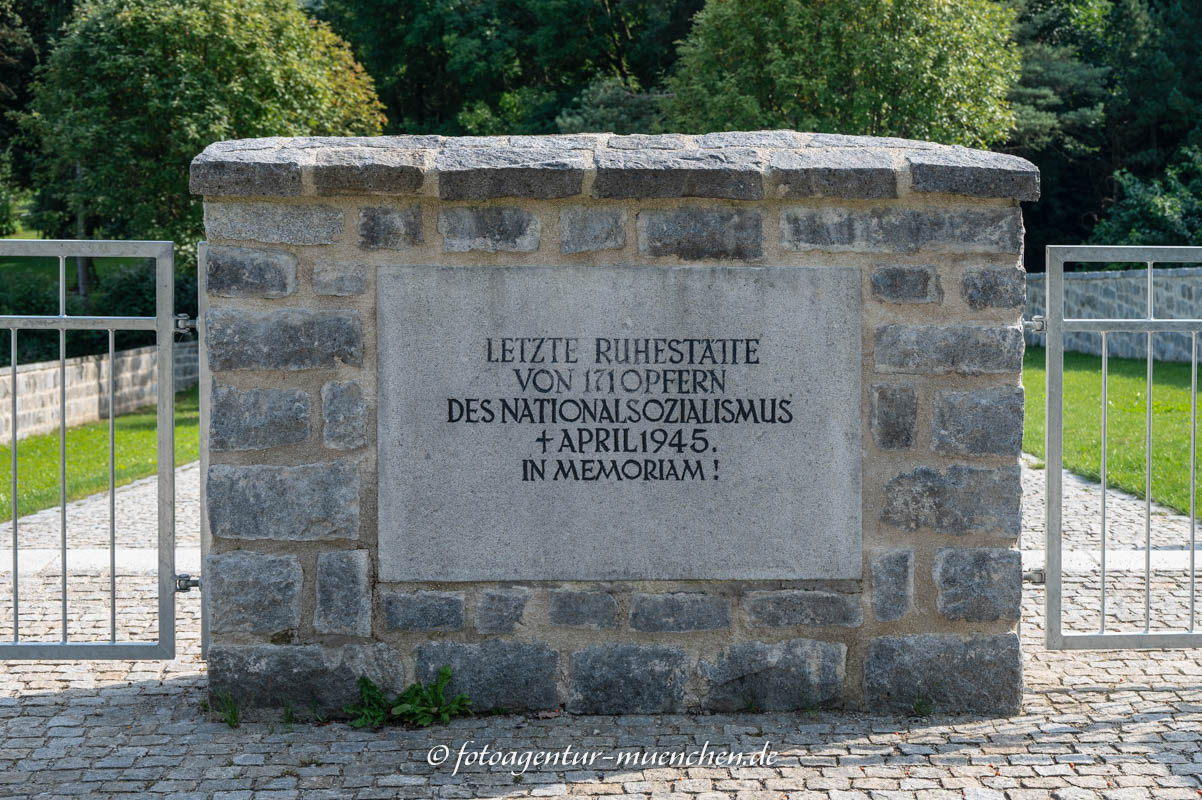 LETZTE RUHESTÄTTE
VON 171 OPFERN
DES NATIONALSOZIALISMUS
✝ APRIL 1945.
IN MEMORIAM !
© fotoagentur-muenchen.de